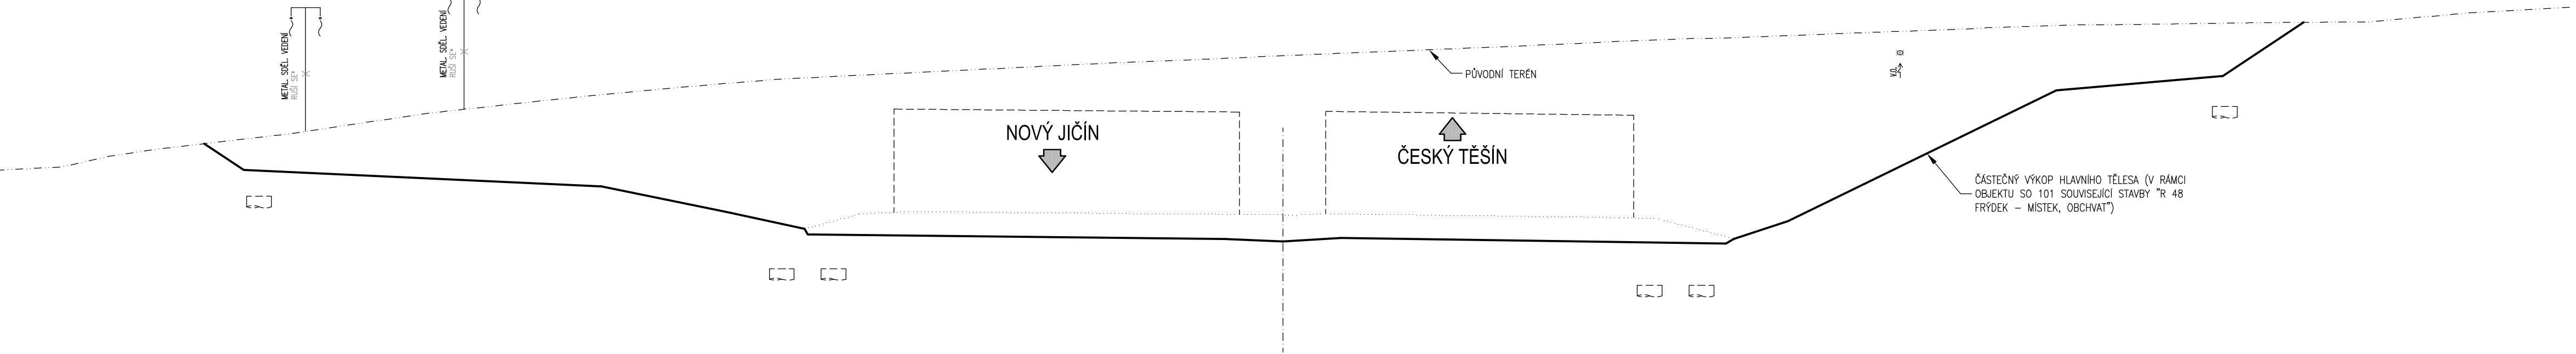 METAL. SDĚL. VEDENÍ
RUŠÍ SE*
METAL. SDĚL. VEDENÍ
RUŠÍ SE*
PŮVODNÍ TERÉN
V.O.
NOVÝ JIČÍN
ČESKÝ TĚŠÍN
ČÁSTEČNÝ VÝKOP HLAVNÍHO TĚLESA (V RÁMCI
OBJEKTU SO 101 SOUVISEJÍCÍ STAVBY "R 48
FRÝDEK – MÍSTEK, OBCHVAT")